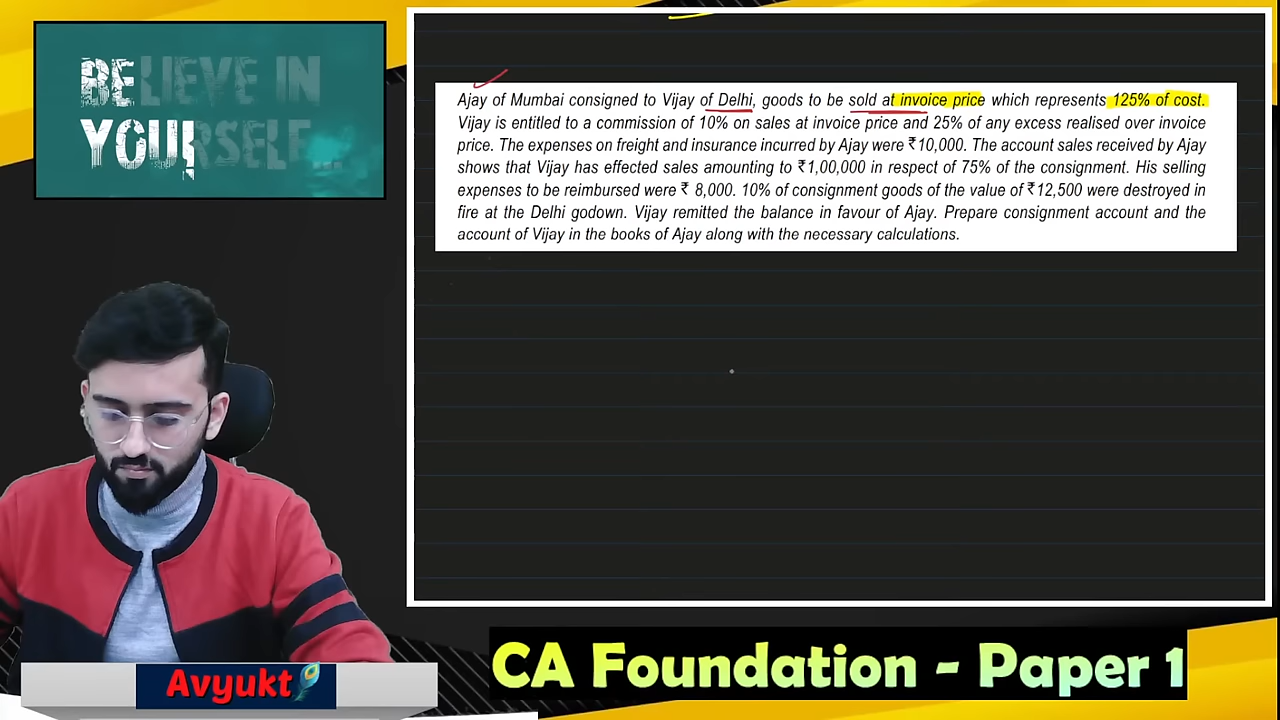 BELIEVE IN
YOURSELF...
Ajay of Mumbai consigned to Vijay of Delhi, goods to be sold at invoice price which represents 125% of cost.
Vijay is entitled to a commission of 10% on sales at invoice price and 25% of any excess realised over invoice
price. The expenses on freight and insurance incurred by Ajay were ₹10,000. The account sales received by Ajay
shows that Vijay has effected sales amounting to ₹1,00,000 in respect of 75% of the consignment. His selling
expenses to be reimbursed were ₹ 8,000. 10% of consignment goods of the value of ₹12,500 were destroyed in
fire at the Delhi godown. Vijay remitted the balance in favour of Ajay. Prepare consignment account and the
account of Vijay in the books of Ajay along with the necessary calculations.
Avyukt
CA Foundation - Paper 1